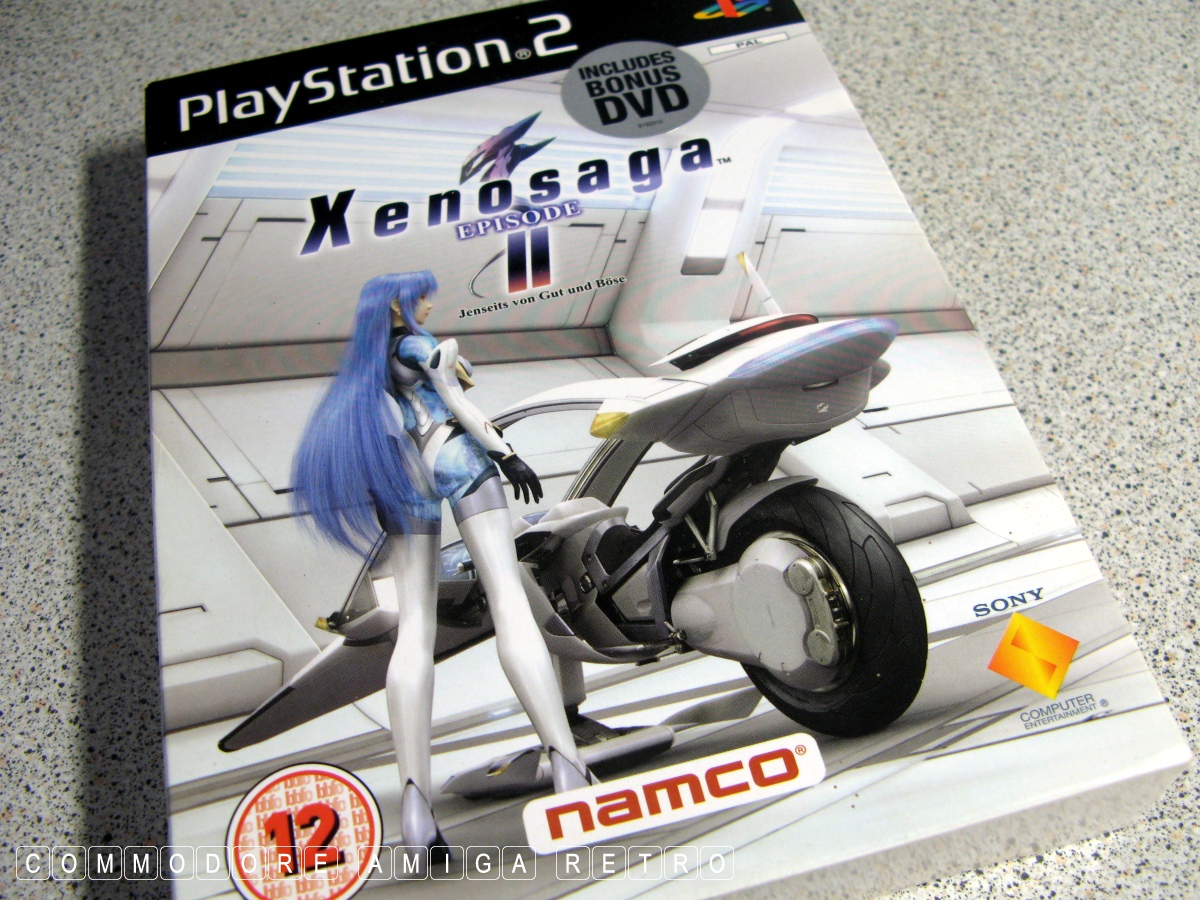 PlayStation®2
PAL
INCLUDES
BONUS
DVD
Xenosaga™
EPISODE
II
Jenseits von Gut und Böse
SONY
COMPUTER
ENTERTAINMENT®
namco®
12
COMMODORE AMIGA RETRO